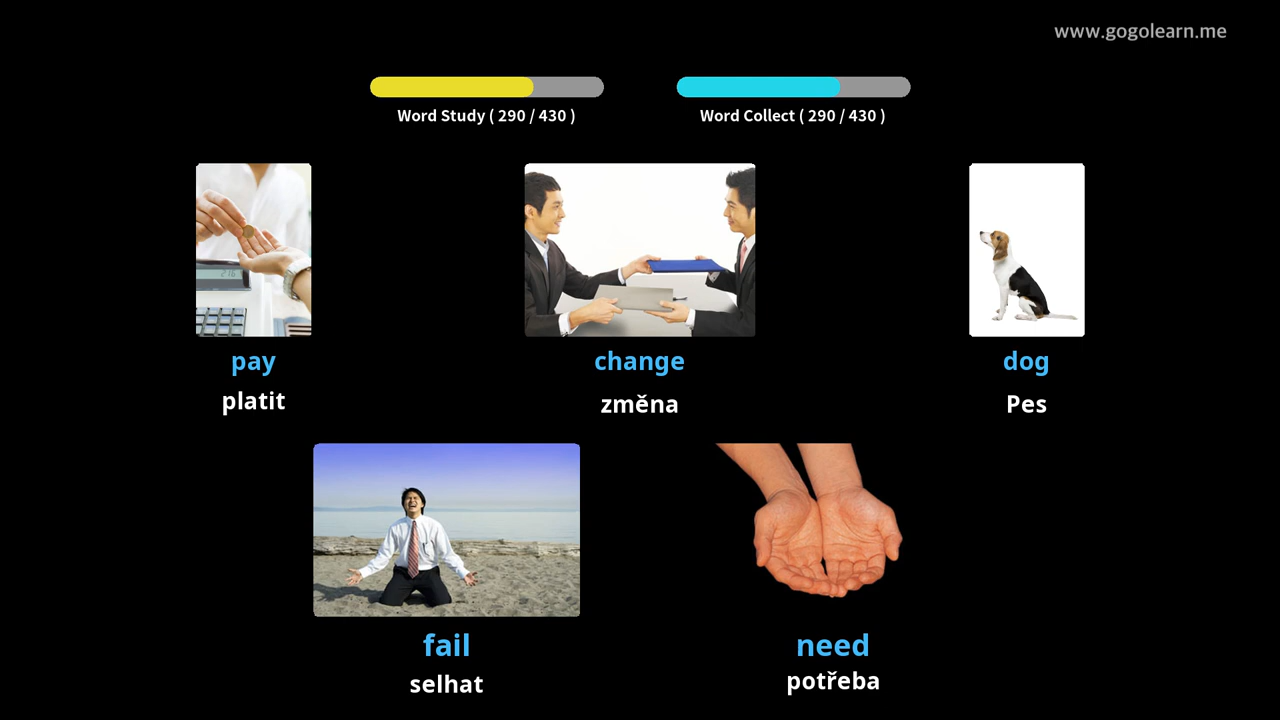 www.gogolearn.me
Word Study ( 290 / 430 )
Word Collect ( 290 / 430 )
pay
platit
change
změna
dog
Pes
fail
selhat
need
potřeba